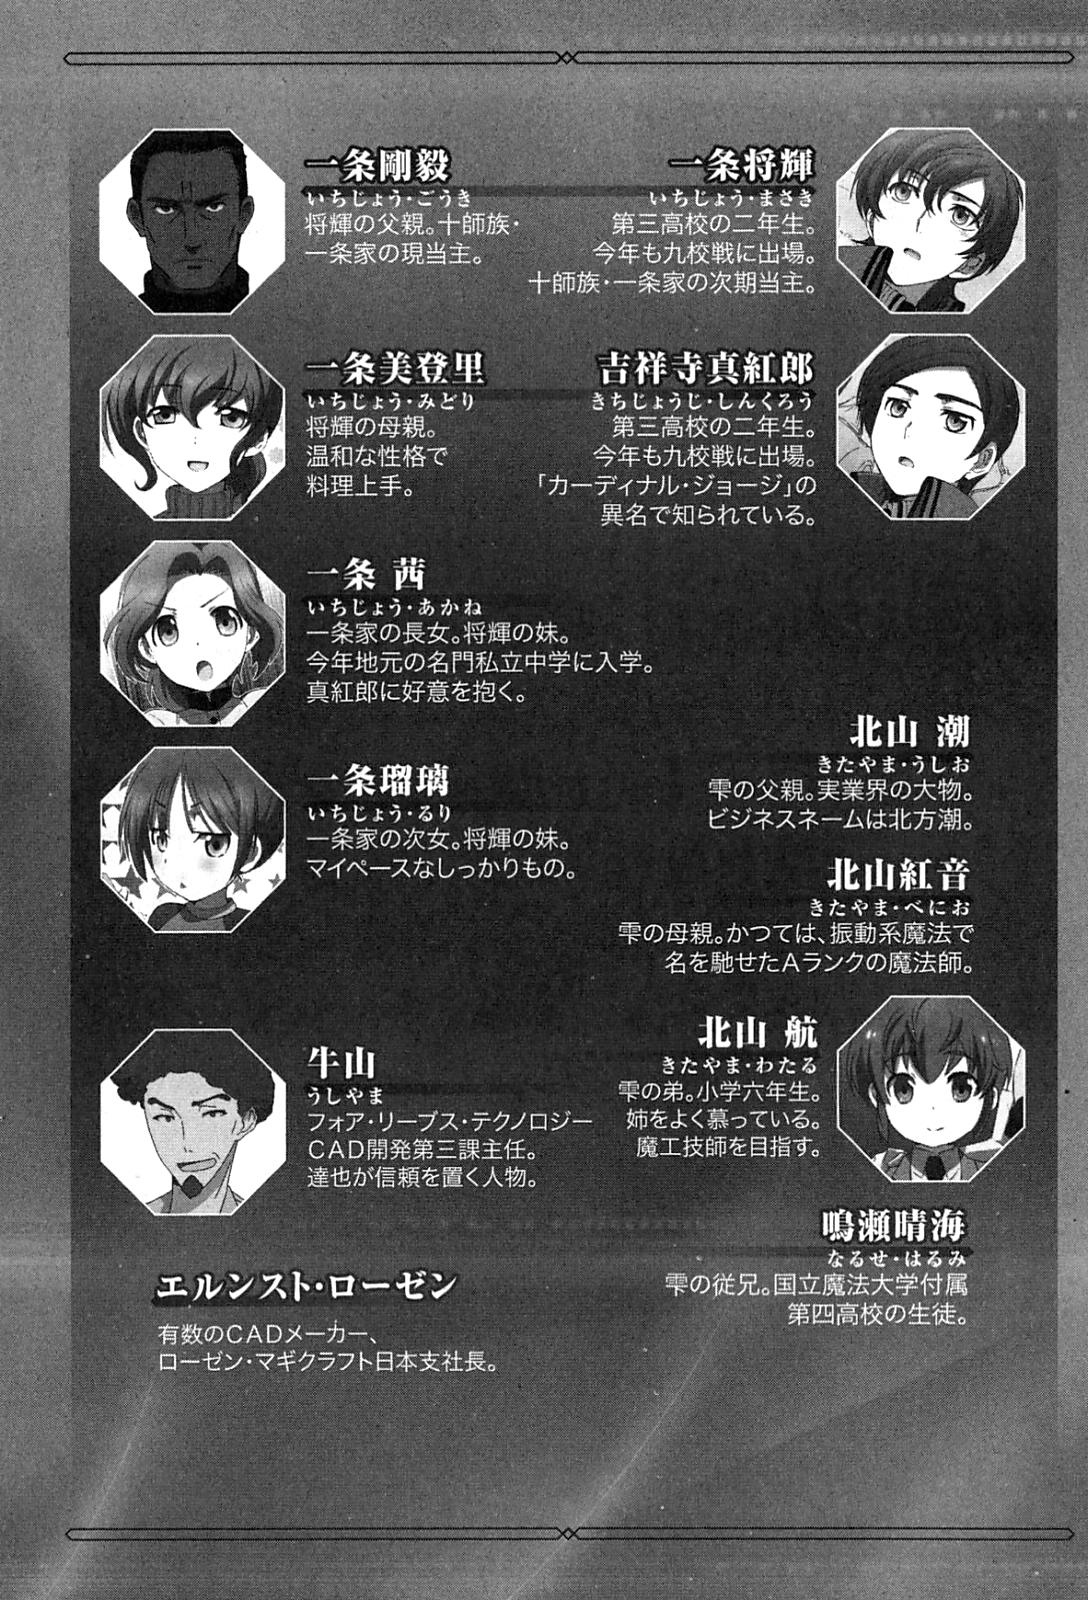 一条将輝
いちじょう・まさき
第三高校の二年生。
今年も九校戦に出場。
十師族・一条家の次期当主。
吉祥寺真紅郎
きちじょうじ・しんくろう
第三高校の二年生。
今年も九校戦に出場。
「カーディナル・ジョージ」の
異名で知られている。
一条剛毅
いちじょう・ごうき
将輝の父親。十師族・
一条家の現当主。
一条美登里
いちじょう・みどり
将輝の母親。
温和な性格で
料理上手。
一条 茜
いちじょう・あかね
一条家の長女。将輝の妹。
今年地元の名門私立中学に入学。
真紅郎に好意を抱く。
一条瑠璃
いちじょう・るり
一条家の次女。将輝の妹。
マイペースなしっかりもの。
北山 潮
きたやま・うしお
雫の父親。実業界の大物。
ビジネスネームは北方潮。
北山紅音
きたやま・べにお
雫の母親。かつては、振動系魔法で
名を馳せたAランクの魔法師。
北山 航
きたやま・わたる
雫の弟。小学六年生。
姉をよく慕っている。
魔工技師を目指す。
鳴瀬晴海
なるせ・はるみ
雫の従兄。国立魔法大学付属
第四高校の生徒。
牛山
うしやま
フォア・リーブス・テクノロジー
CAD開発第三課主任。
達也が信頼を置く人物。
エルンスト・ローゼン
有数のCADメーカー、
ローゼン・マギクラフト日本支社長。